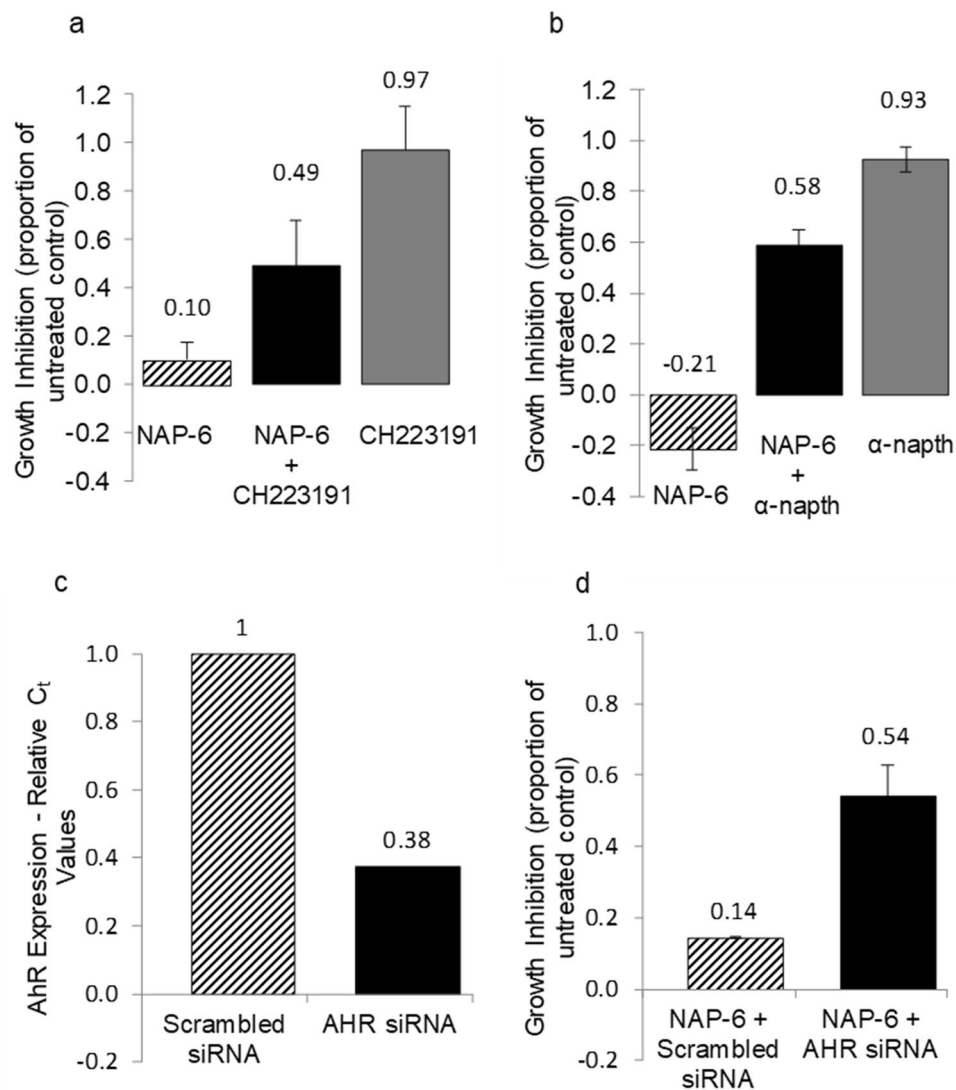 a
Growth Inhibition (proportion of
untreated control)
1.2
1.0
0.8
0.6
0.4
0.2
0.0
-0.2
-0.4
0.10
0.49
0.97
NAP-6
NAP-6
+
CH223191
CH223191
b
Growth Inhibition (proportion of
untreated control)
1.2
1.0
0.8
0.6
0.4
0.2
0.0
-0.2
-0.4
-0.21
0.58
0.93
NAP-6
NAP-6
+
α-napth
α-napth
c
AhR Expression - Relative Ct
Values
1.0
0.8
0.6
0.4
0.2
0.0
-0.2
1
0.38
Scrambled
siRNA
AHR siRNA
d
Growth Inhibition (proportion of
untreated control)
1.0
0.8
0.6
0.4
0.2
0.0
-0.2
0.14
0.54
NAP-6 +
Scrambled
siRNA
NAP-6 +
AHR siRNA